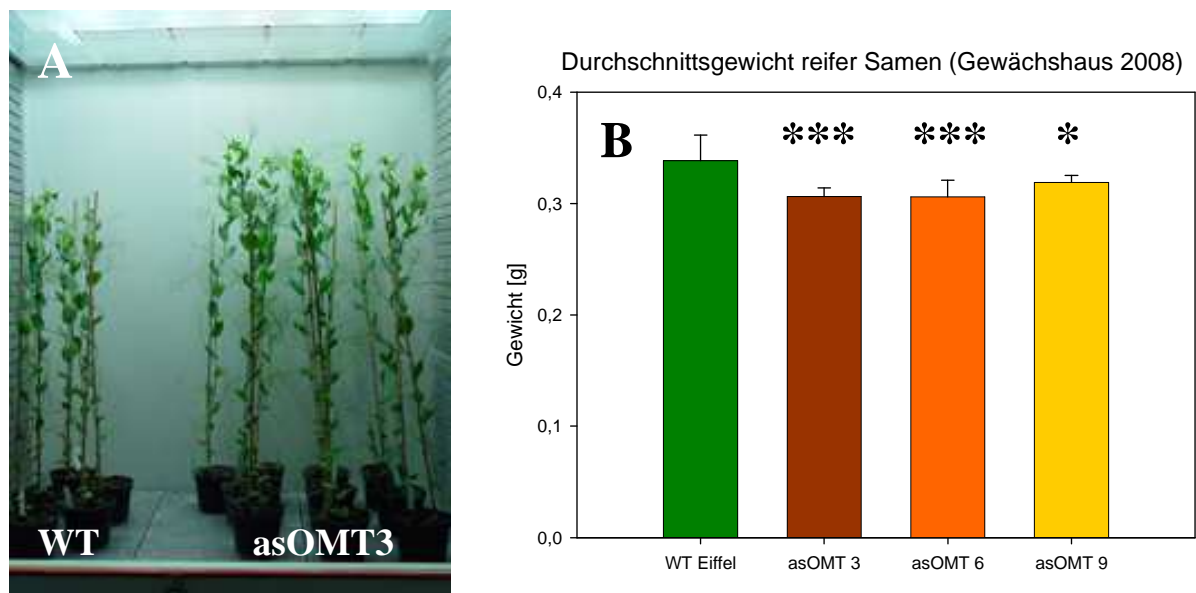 A
WT asOMT3
Durchschnittsgewicht reifer Samen (Gewächshaus 2008)
B *** *** *
Gewicht [g]
0,4
0,3
0,2
0,1
0,0
WT Eiffel asOMT 3 asOMT 6 asOMT 9